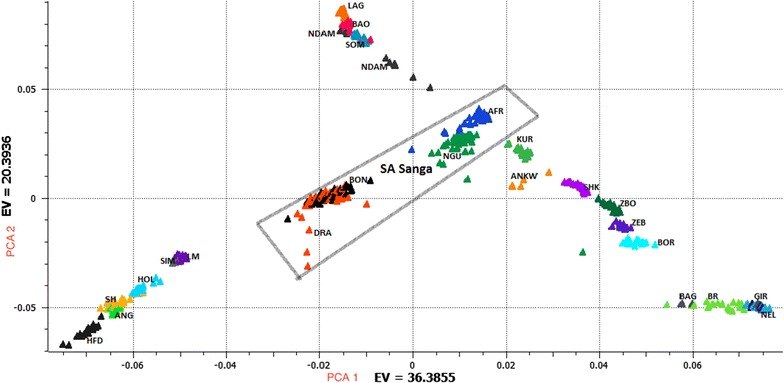 LAG
BAO
NDAM
SOM
NDAM
0.05
AFR
KUR
NGU
SA Sanga
BON
ANKW
SHK
0
ZBO
ZEB
DRA
BOR
SIM
LM
HOL
SH
ANG
-0.05
BAG
BR
GIR
NEL
HFD
-0.06
-0.04
-0.02
0
0.02
0.04
0.06
PCA 1
EV = 36.3855
PCA 2
EV = 20.3936